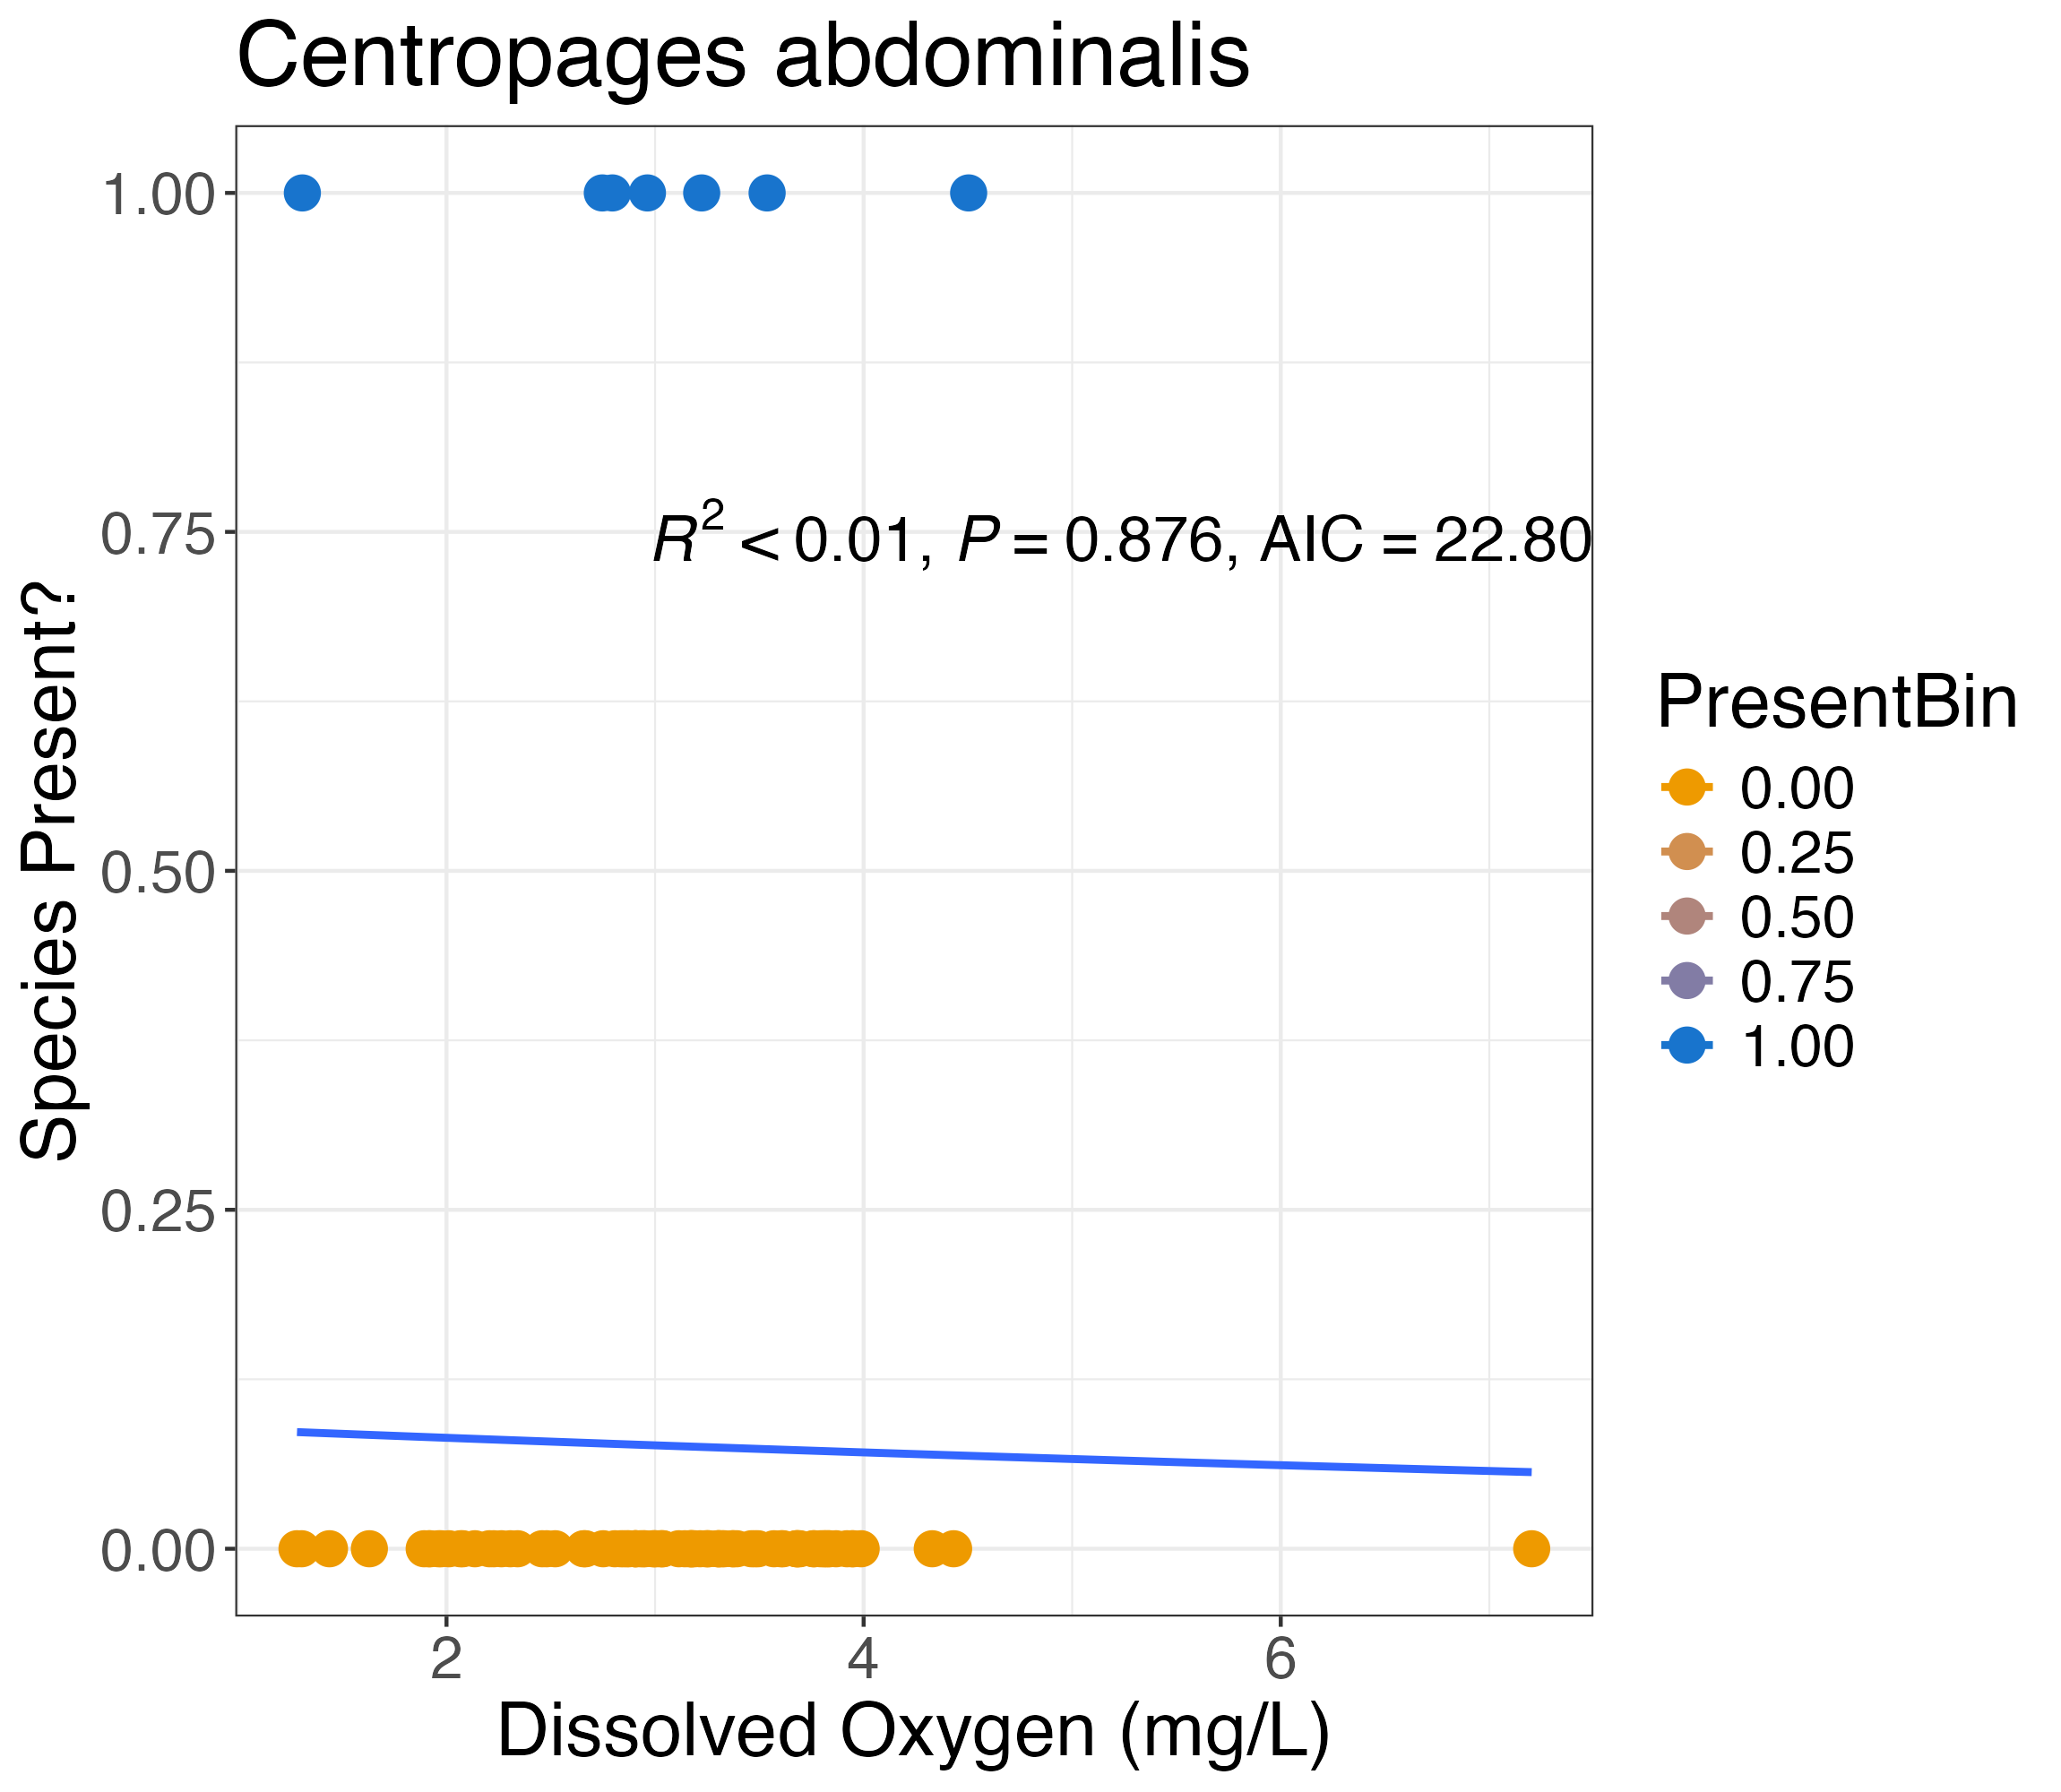 Centropages abdominalis
Species Present?
1.00
0.75
0.50
0.25
0.00
R² < 0.01, P = 0.876, AIC = 22.80
2 4 6
Dissolved Oxygen (mg/L)
PresentBin
0.00
0.25
0.50
0.75
1.00